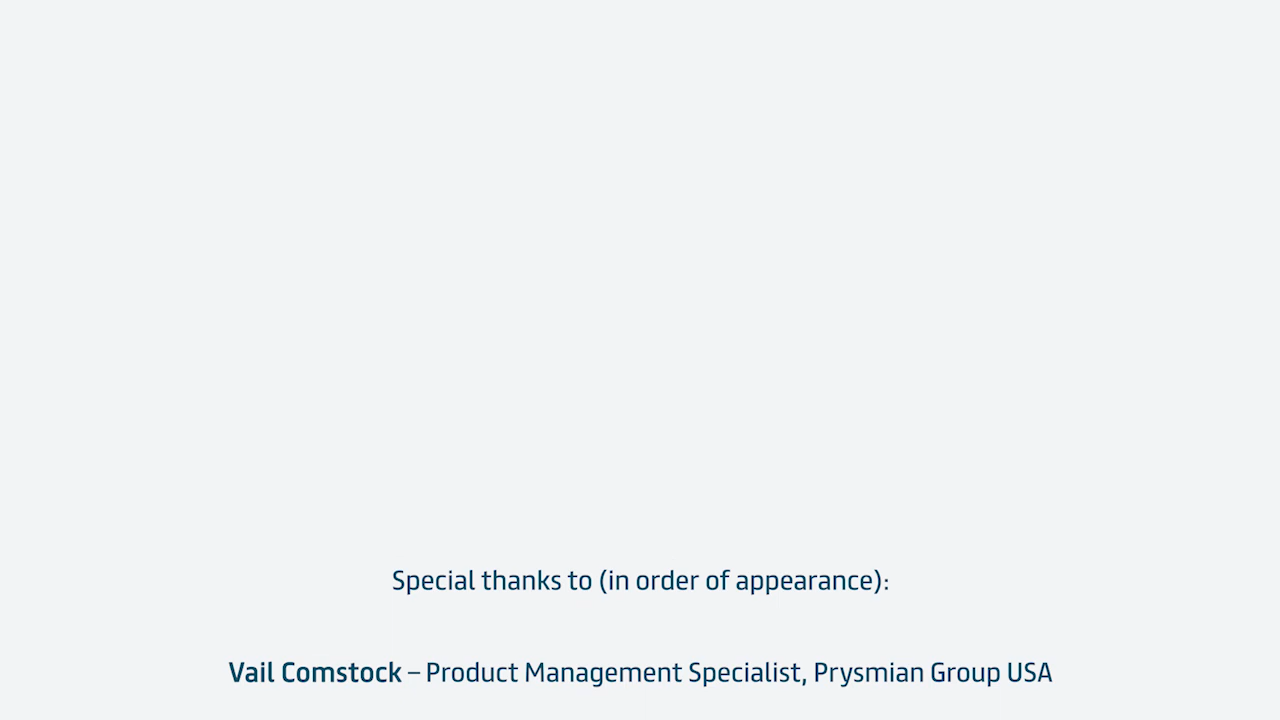 Special thanks to (in order of appearance):
Vail Comstock – Product Management Specialist, Prysmian Group USA